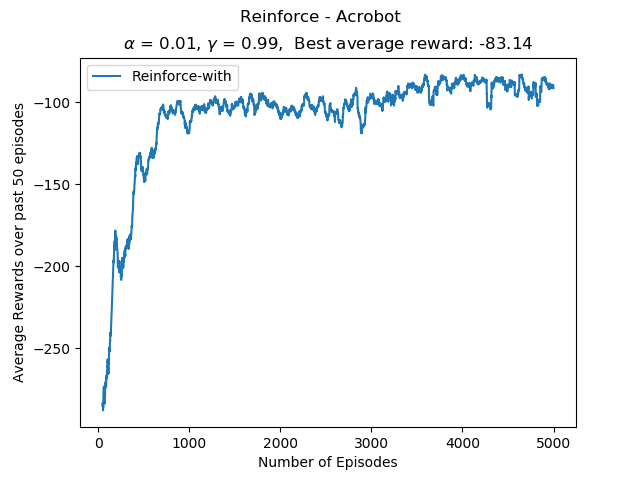 Reinforce - Acrobot
α = 0.01, γ = 0.99,  Best average reward: -83.14
Reinforce-with
Average Rewards over past 50 episodes
−100
−150
−200
−250
0 1000 2000 3000 4000 5000
Number of Episodes